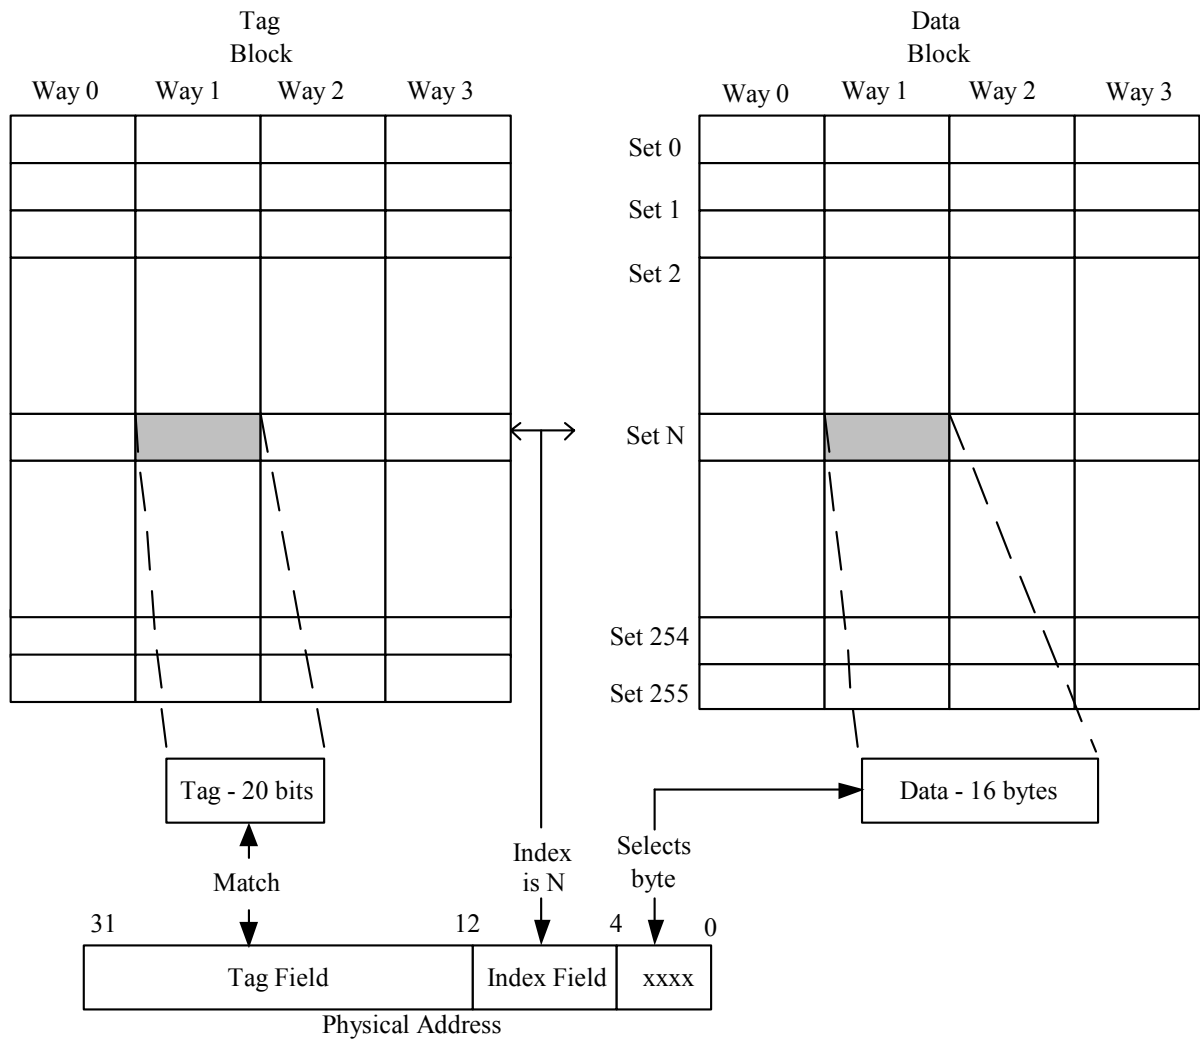 Tag
Block
Way 0 Way 1 Way 2 Way 3
Data
Block
Way 0 Way 1 Way 2 Way 3
Set 0
Set 1
Set 2
Set N
Set 254
Set 255
Tag - 20 bits
Data - 16 bytes
Match
Index
is N
Selects
byte
31 12 4 0
Tag Field Index Field xxxx
Physical Address